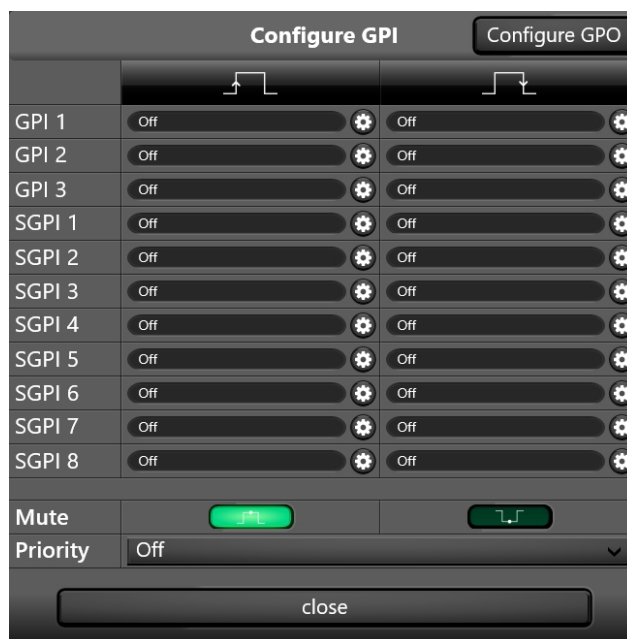 Configure GPI Configure GPO
GPI 1 Off Off
GPI 2 Off Off
GPI 3 Off Off
SGPI 1 Off Off
SGPI 2 Off Off
SGPI 3 Off Off
SGPI 4 Off Off
SGPI 5 Off Off
SGPI 6 Off Off
SGPI 7 Off Off
SGPI 8 Off Off
Mute
Priority Off
close